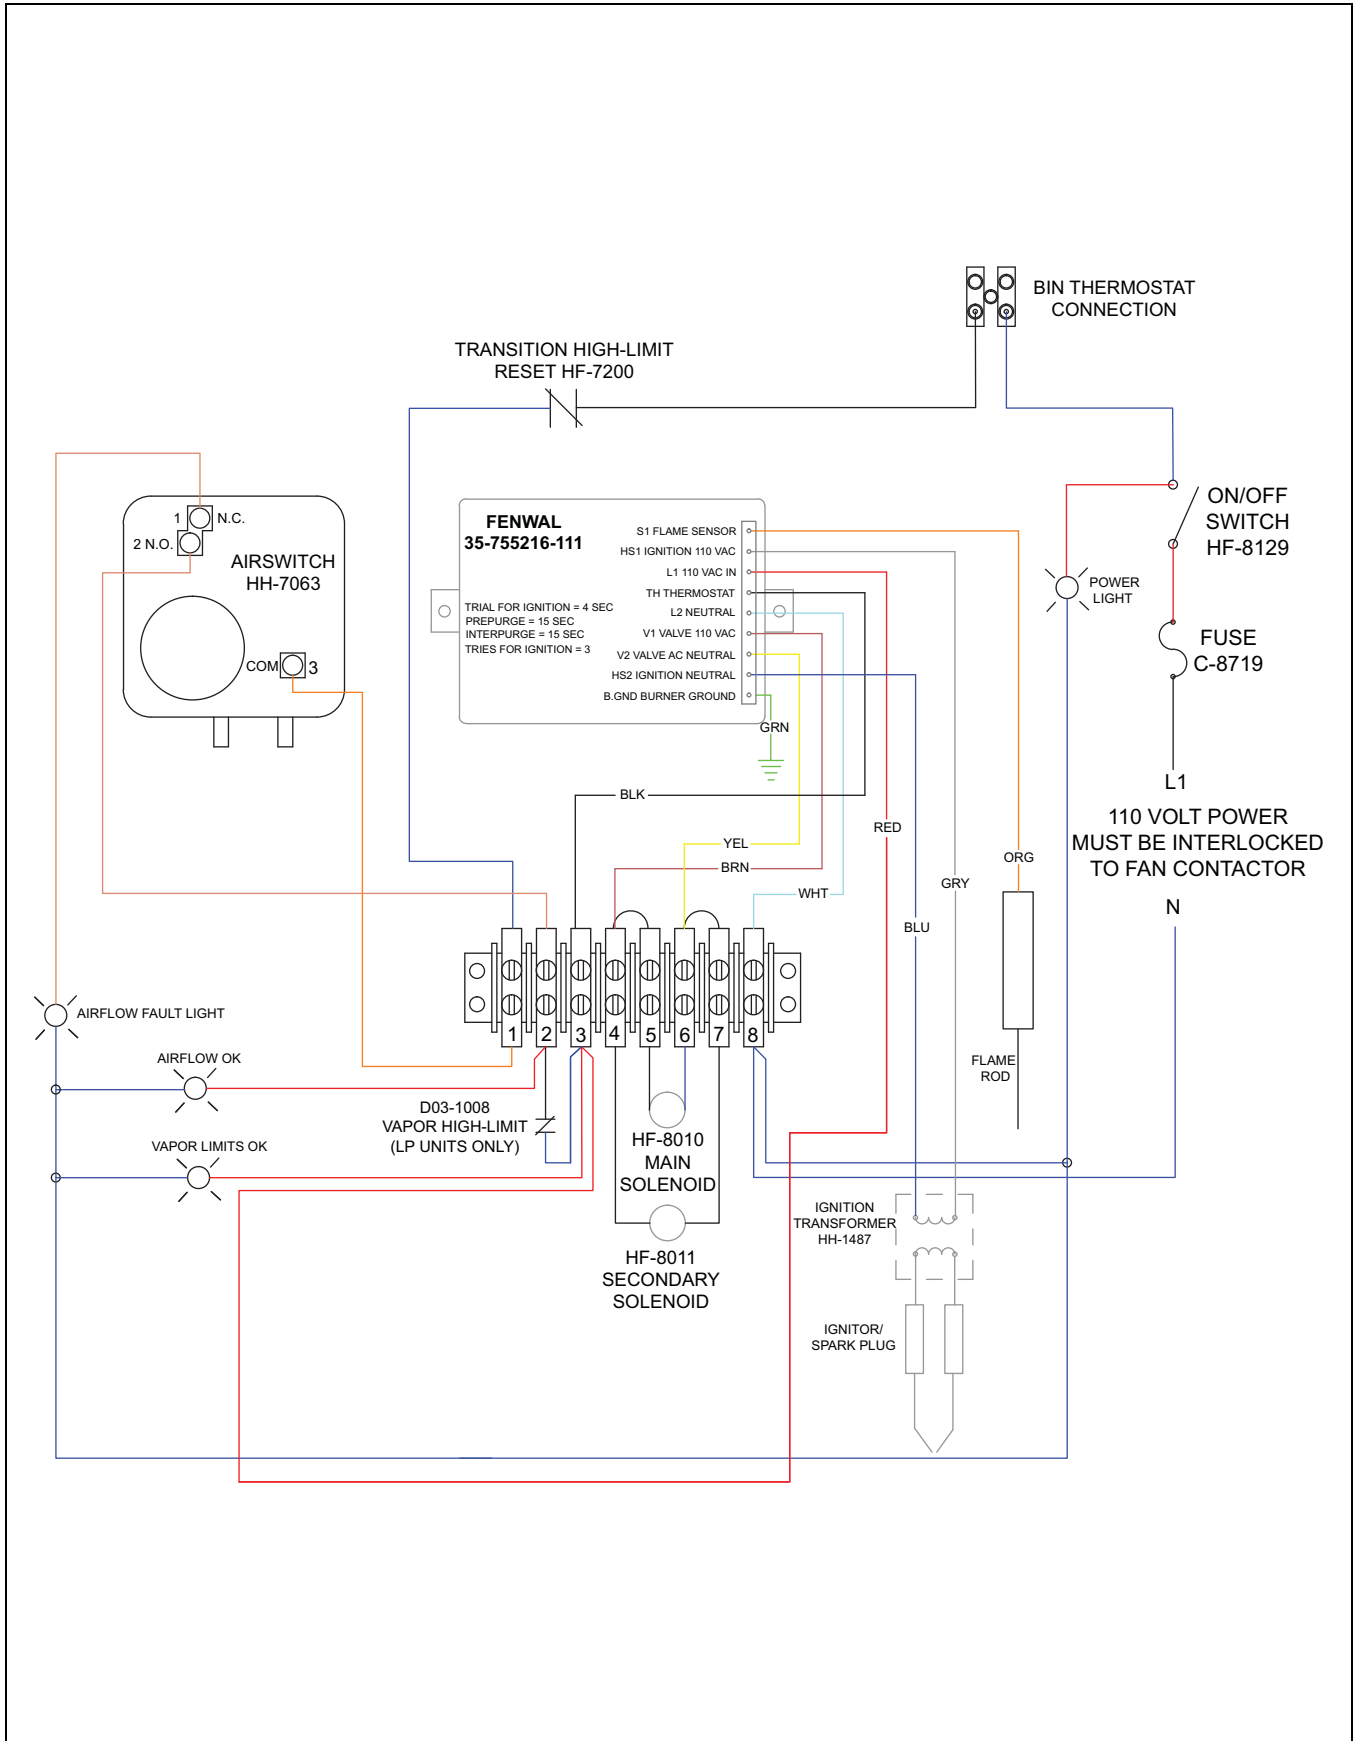 BIN THERMOSTAT
CONNECTION
TRANSITION HIGH-LIMIT
RESET HF-7200
ON/OFF
SWITCH
HF-8129
POWER
LIGHT
FUSE
C-8719
L1
110 VOLT POWER
MUST BE INTERLOCKED
TO FAN CONTACTOR
N
1
N.C.
2 N.O.
AIRSWITCH
HH-7063
COM
3
FENWAL
35-755216-111
TRIAL FOR IGNITION = 4 SEC
PREPURGE = 15 SEC
INTERPURGE = 15 SEC
TRIES FOR IGNITION = 3
S1 FLAME SENSOR
HS1 IGNITION 110 VAC
L1 110 VAC IN
TH THERMOSTAT
L2 NEUTRAL
V1 VALVE 110 VAC
V2 VALVE AC NEUTRAL
HS2 IGNITION NEUTRAL
B.GND BURNER GROUND
GRN
BLK
YEL
BRN
WHT
RED
BLU
GRY
ORG
FLAME
ROD
1 2 3 4 5 6 7 8
AIRFLOW FAULT LIGHT
AIRFLOW OK
VAPOR LIMITS OK
D03-1008
VAPOR HIGH-LIMIT
(LP UNITS ONLY)
HF-8010
MAIN
SOLENOID
HF-8011
SECONDARY
SOLENOID
IGNITION
TRANSFORMER
HH-1487
IGNITOR/
SPARK PLUG